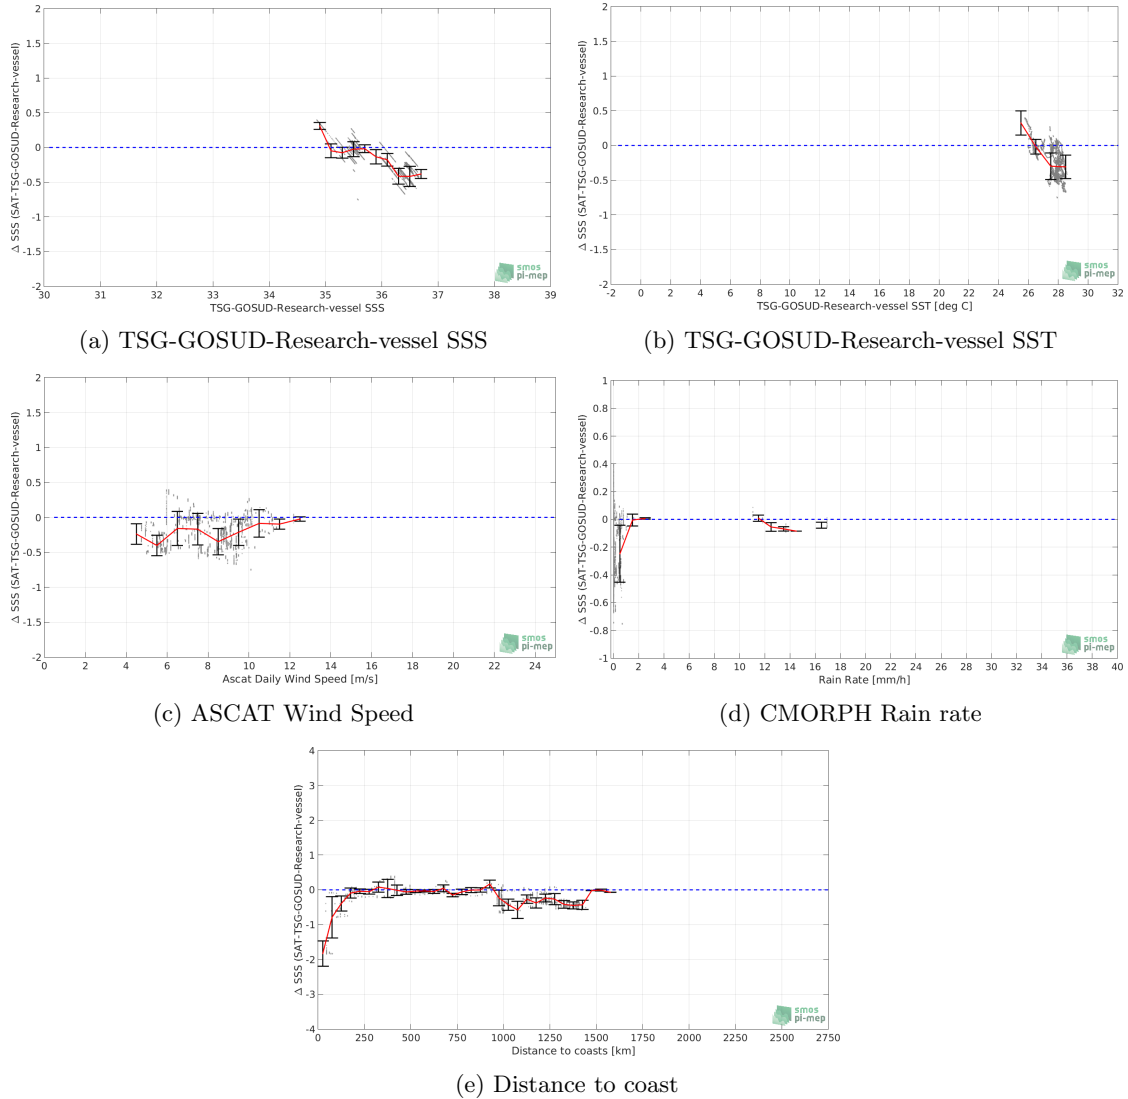 Δ SSS (SAT-TSG-GOSUD-Research-vessel)
2
1.5
1
0.5
0
-0.5
-1
-1.5
-2
30 31 32 33 34 35 36 37 38 39
TSG-GOSUD-Research-vessel SSS
smos
pi-mep
(a) TSG-GOSUD-Research-vessel SSS
Δ SSS (SAT-TSG-GOSUD-Research-vessel)
2
1.5
1
0.5
0
-0.5
-1
-1.5
-2
-2 0 2 4 6 8 10 12 14 16 18 20 22 24 26 28 30 32
TSG-GOSUD-Research-vessel SST [deg C]
smos
pi-mep
(b) TSG-GOSUD-Research-vessel SST
Δ SSS (SAT-TSG-GOSUD-Research-vessel)
2
1.5
1
0.5
0
-0.5
-1
-1.5
-2
0 2 4 6 8 10 12 14 16 18 20 22 24
Ascat Daily Wind Speed [m/s]
smos
pi-mep
(c) ASCAT Wind Speed
Δ SSS (SAT-TSG-GOSUD-Research-vessel)
1
0.8
0.6
0.4
0.2
0
-0.2
-0.4
-0.6
-0.8
-1
0 2 4 6 8 10 12 14 16 18 20 22 24 26 28 30 32 34 36 38 40
Rain Rate [mm/h]
smos
pi-mep
(d) CMORPH Rain rate
Δ SSS (SAT-TSG-GOSUD-Research-vessel)
4
3
2
1
0
-1
-2
-3
-4
0 250 500 750 1000 1250 1500 1750 2000 2250 2500 2750
Distance to coasts [km]
smos
pi-mep
(e) Distance to coast